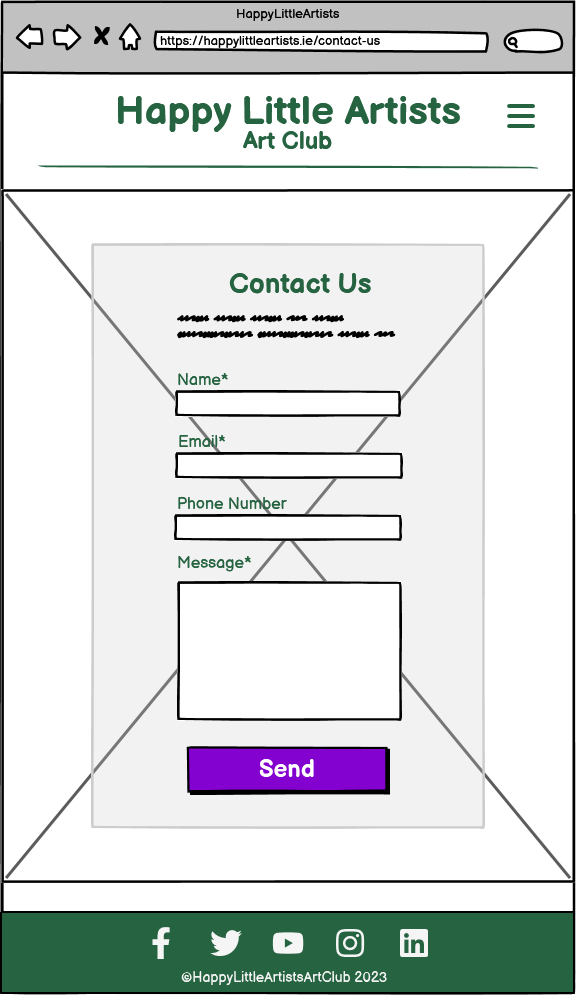 HappyLittleArtists
https://happylittleartists.ie/contact-us
Happy Little Artists
Art Club
Contact Us
Name*
Email*
Phone Number
Message*
Send
©HappyLittleArtistsArtClub 2023